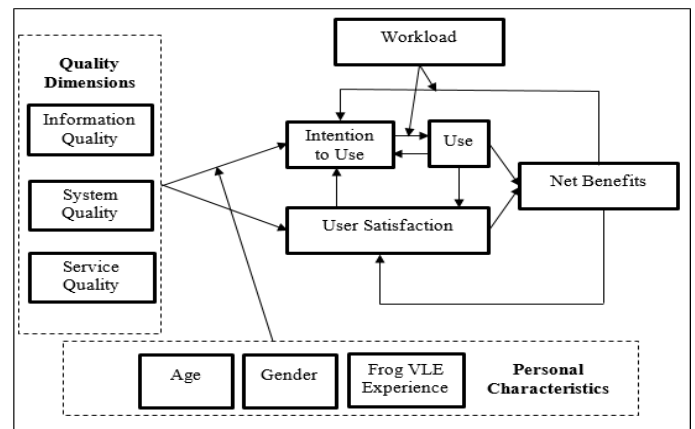 Workload
Quality
Dimensions
Information
Quality
System
Quality
Service
Quality
Intention
to Use
Use
Net Benefits
User Satisfaction
Age
Gender
Frog VLE
Experience
Personal
Characteristics